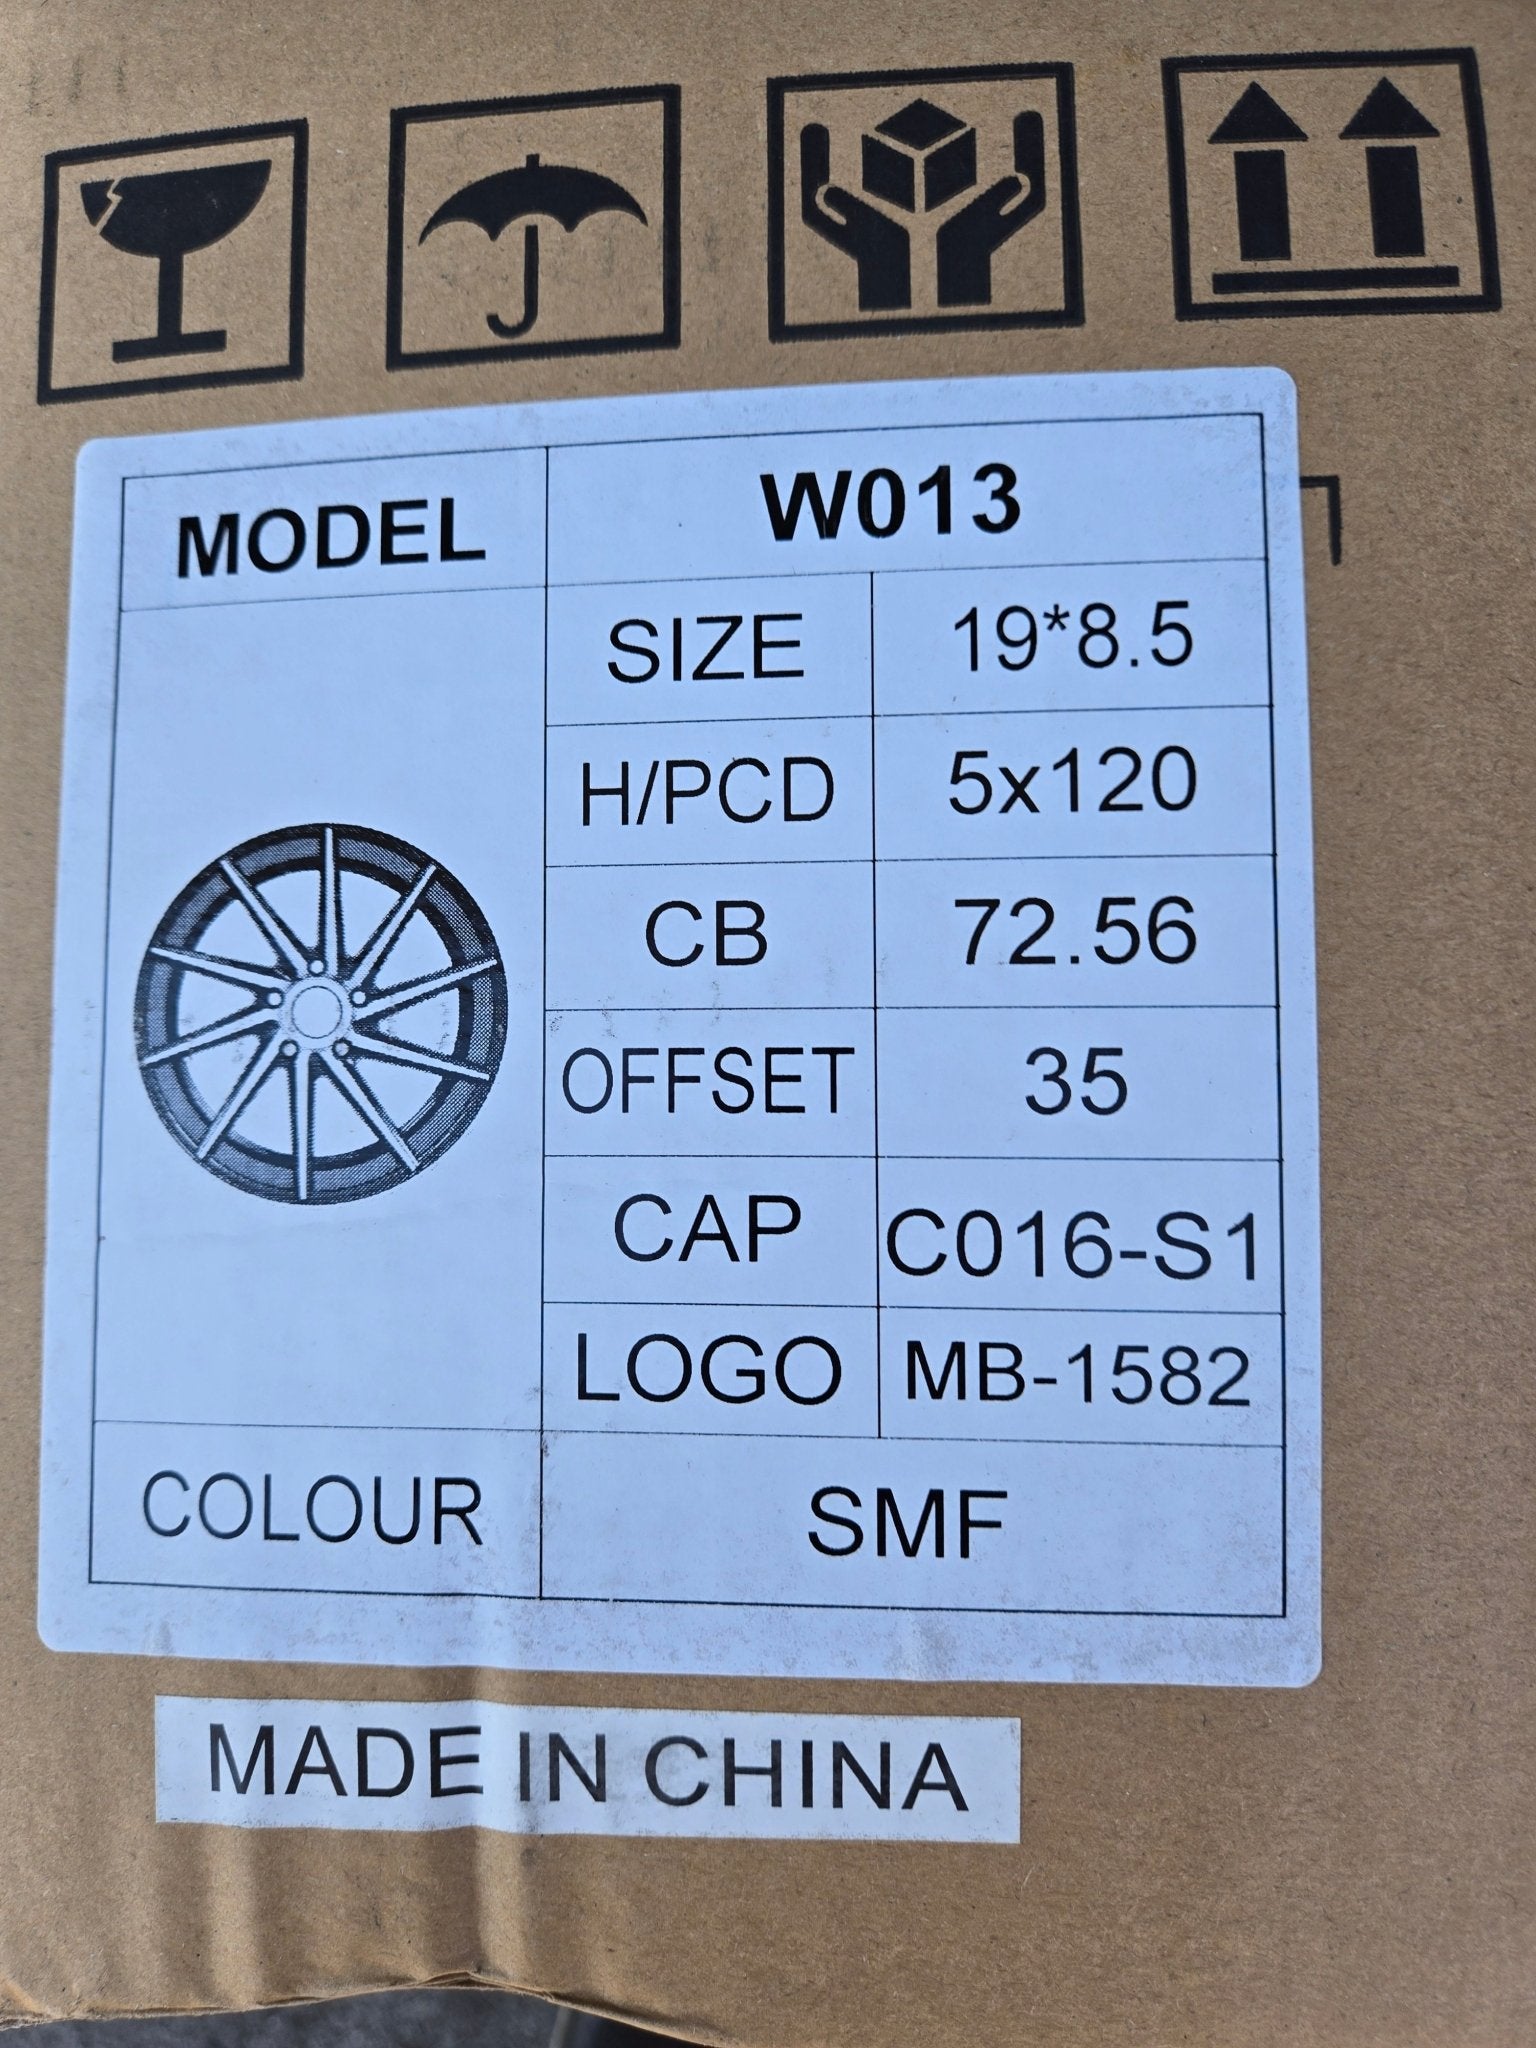 MODEL W013
SIZE 19*8.5
H/PCD 5x120
CB 72.56
OFFSET 35
CAP C016-S1
LOGO MB-1582
COLOUR SMF
MADE IN CHINA